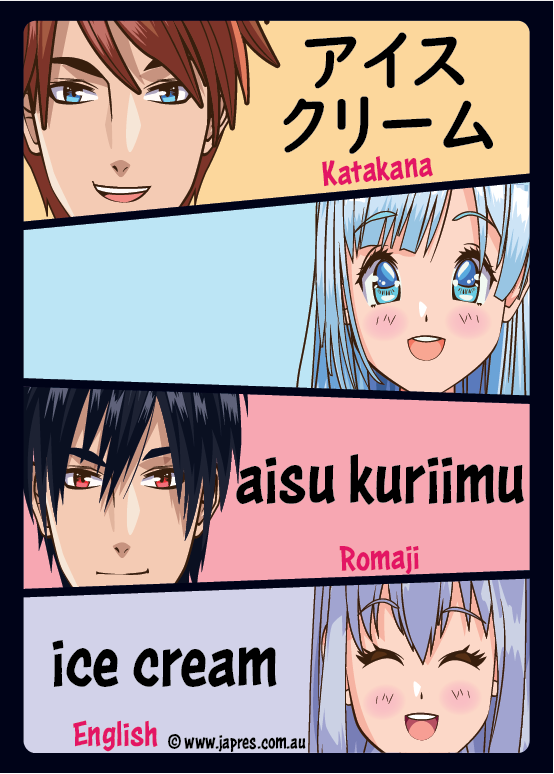 アイス
クリーム
Katakana
aisu kuriimu
Romaji
ice cream
English © www.japres.com.au